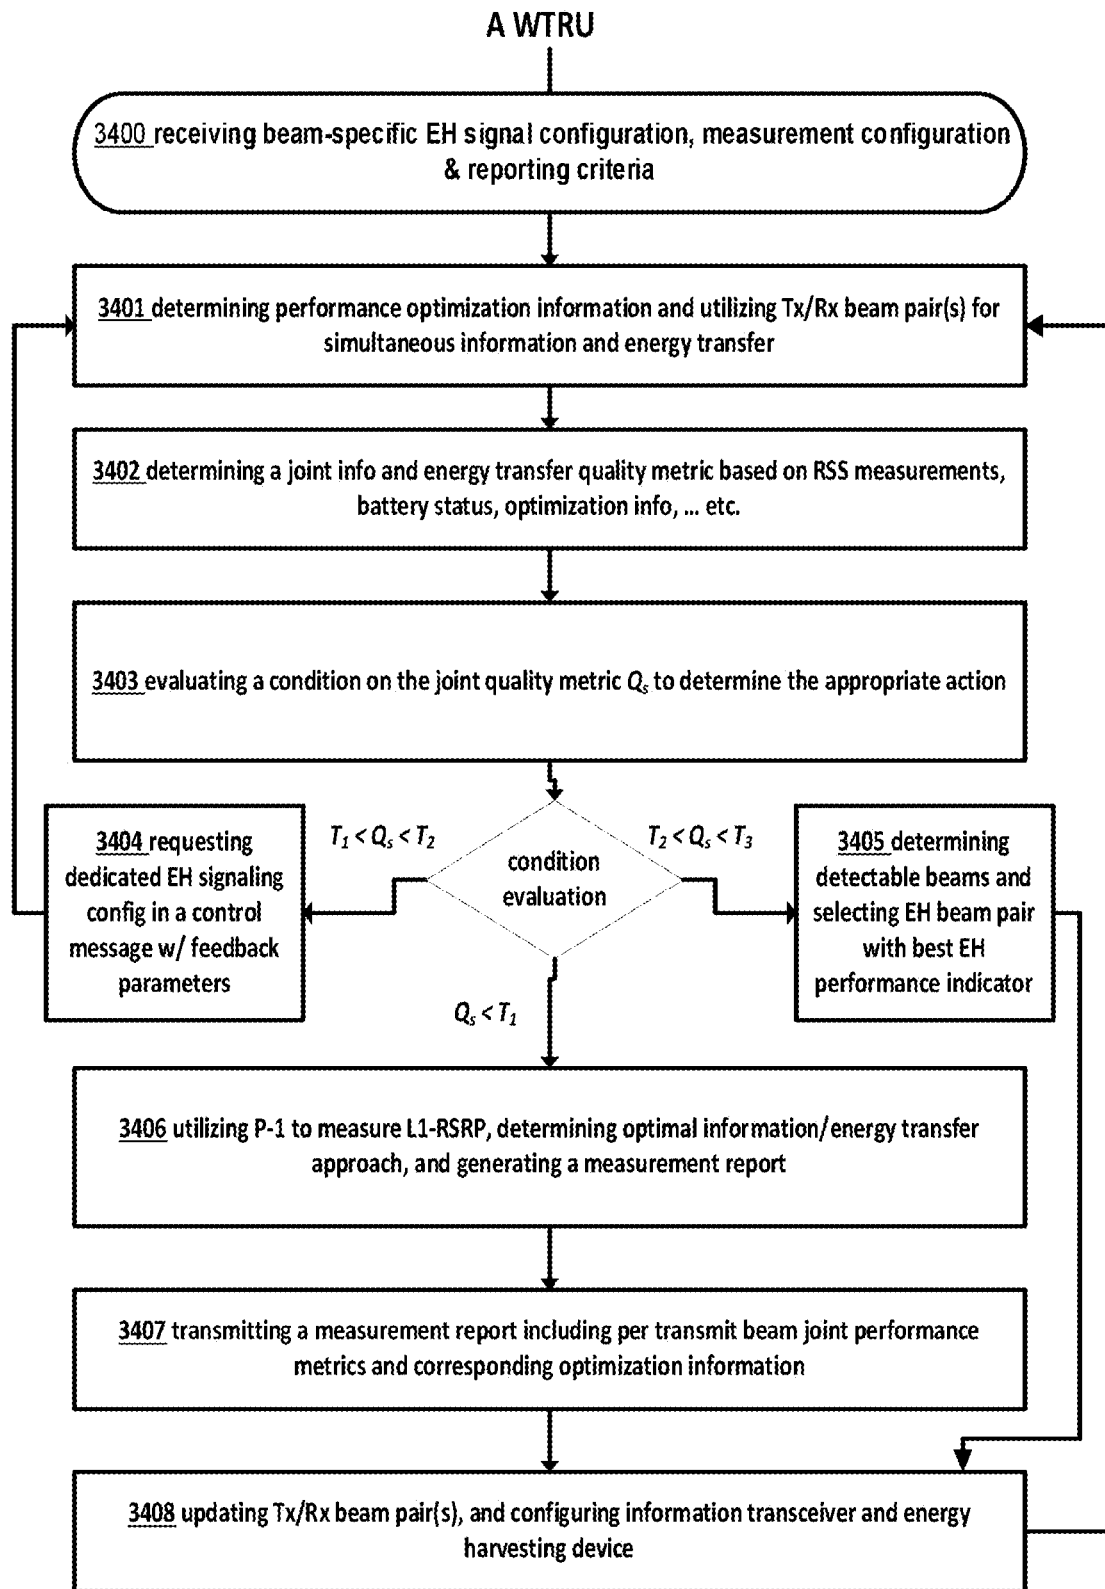 A WTRU
3400 receiving beam-specific EH signal configuration, measurement configuration
& reporting criteria
3401 determining performance optimization information and utilizing Tx/Rx beam pair(s) for
simultaneous information and energy transfer
3402 determining a joint info and energy transfer quality metric based on RSS measurements,
battery status, optimization info, ... etc.
3403 evaluating a condition on the joint quality metric Qs to determine the appropriate action
3404 requesting
dedicated EH signaling
config in a control
message w/ feedback
parameters
T1 < Qs < T2
condition
evaluation
T2 < Qs < T3
3405 determining
detectable beams and
selecting EH beam pair
with best EH
performance indicator
Qs < T1
3406 utilizing P-1 to measure L1-RSRP, determining optimal information/energy transfer
approach, and generating a measurement report
3407 transmitting a measurement report including per transmit beam joint performance
metrics and corresponding optimization information
3408 updating Tx/Rx beam pair(s), and configuring information transceiver and energy
harvesting device